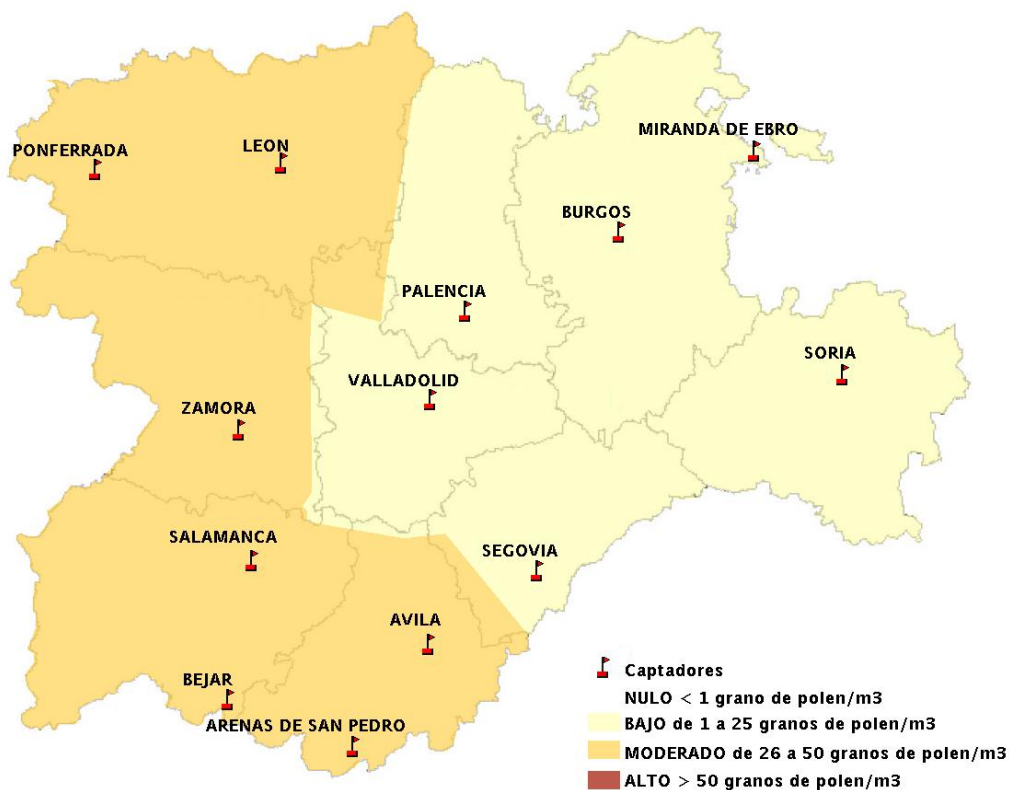 MIRANDA DE EBRO
PONFERRADA
LEON
BURGOS
PALENCIA
SORIA
VALLADOLID
ZAMORA
SALAMANCA
SEGOVIA
AVILA
BEJAR
ARENAS DE SAN PEDRO
Captadores
NULO < 1 grano de polen/m3
BAJO de 1 a 25 granos de polen/m3
MODERADO de 26 a 50 granos de polen/m3
ALTO > 50 granos de polen/m3